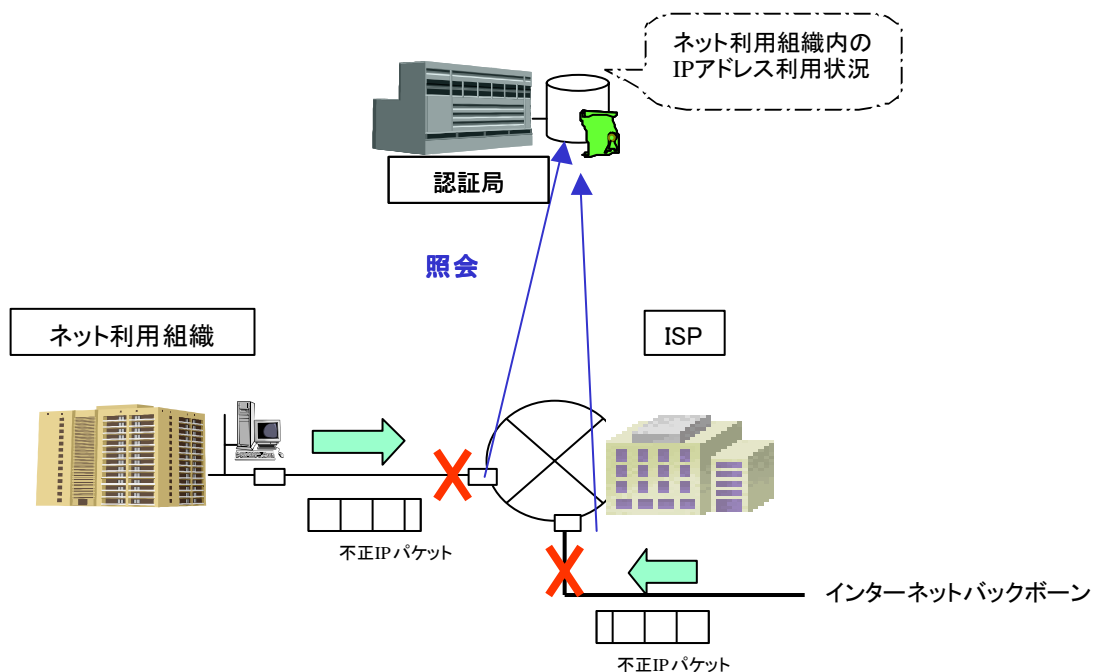 ネット利用組織内の
IPアドレス利用状況
認証局
照会
ネット利用組織
ISP
不正IPパケット
インターネットバックボーン
不正IPパケット